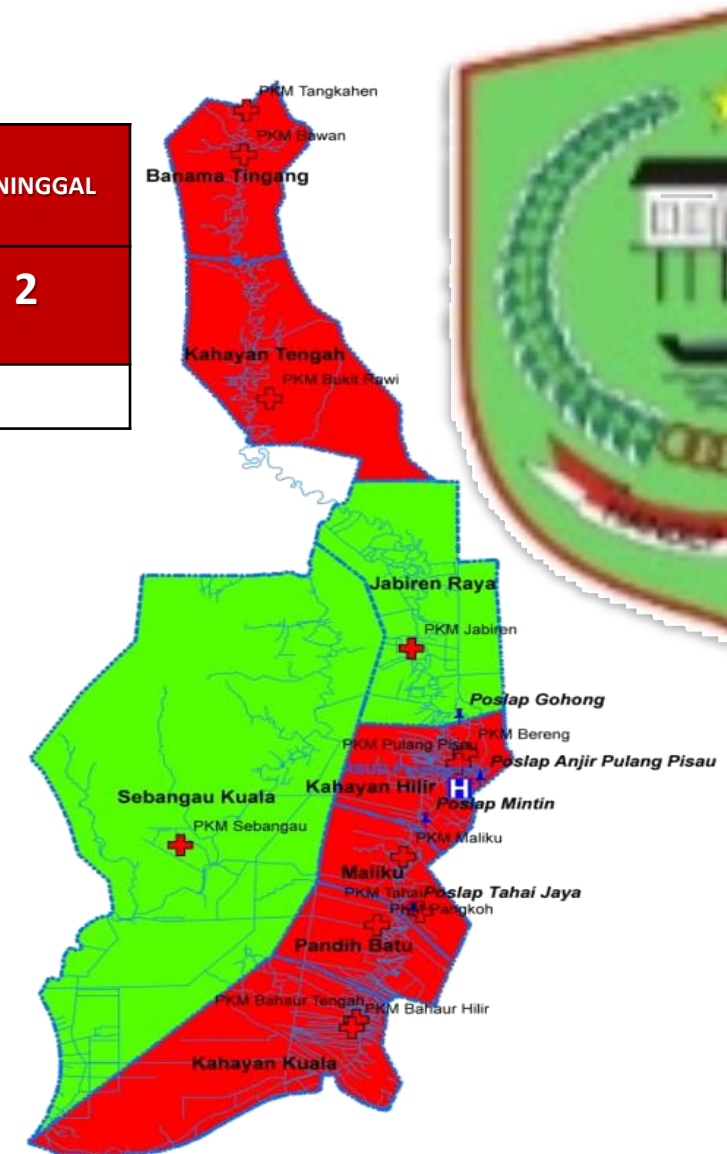 NINGGAL
2
PKM Tangkahen
PKM Bawan
Banama Tingang
Kahayan Tengah
PKM Bukit Rawi
Jabiren Raya
PKM Jabiren
Poslap Gohong
PKM Bereng
PKM Pulang Pisau
Poslap Anjir Pulang Pisau
Kahayan Hilir
H
Poslap Mintin
Sebangau Kuala
PKM Sebangau
PKM Maliku
Maliku
PKM Tahai
Poslap Tahai Jaya
PKM Pangkoh
Pandih Batu
PKM Bahaur Tengah
PKM Bahaur Hilir
Kahayan Kuala